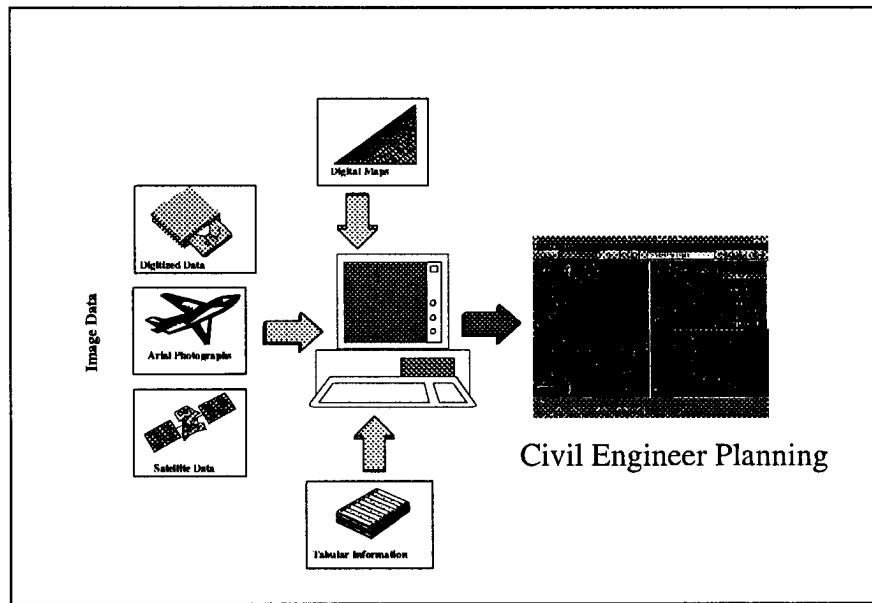 Digital Maps
Digitized Data
Image Data
Arial Photographs
Satellite Data
Civil Engineer Planning
Tabular Information